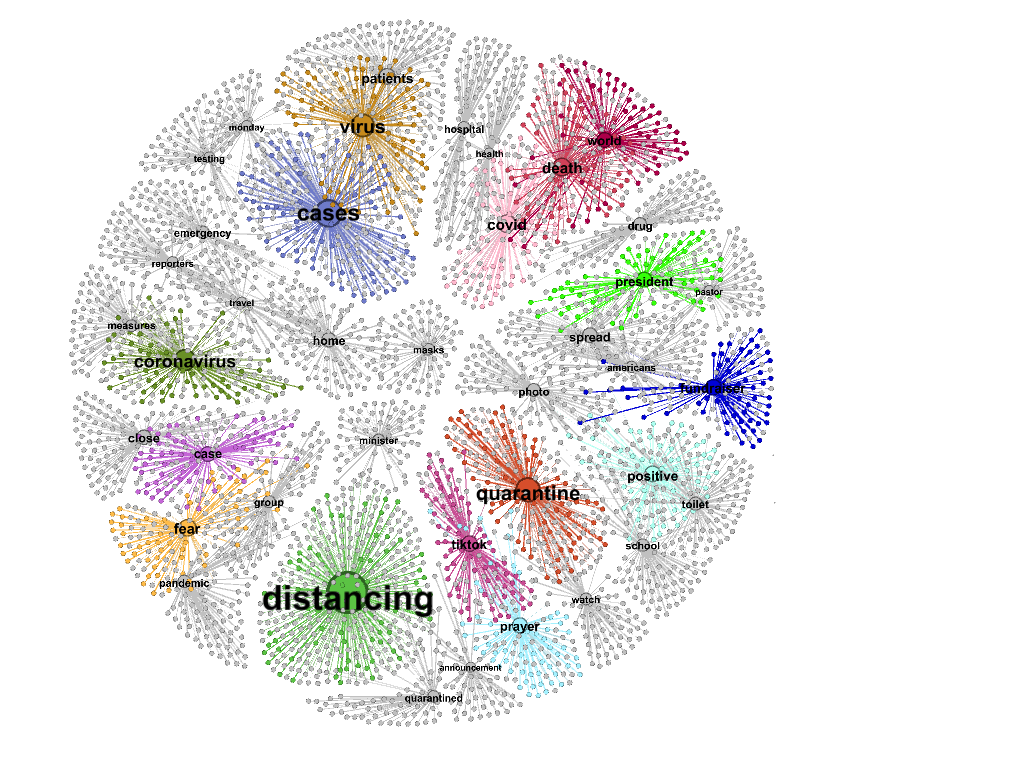 patients
virus
monday
hospital
world
testing
health
death
cases
covid
drug
emergency
reporters
president
pastor
travel
measures
home
spread
masks
coronavirus
americans
fundraiser
photo
close
minister
case
positive
quarantine
group
toilet
fear
tiktok
school
pandemic
distancing
watch
prayer
announcement
quarantined